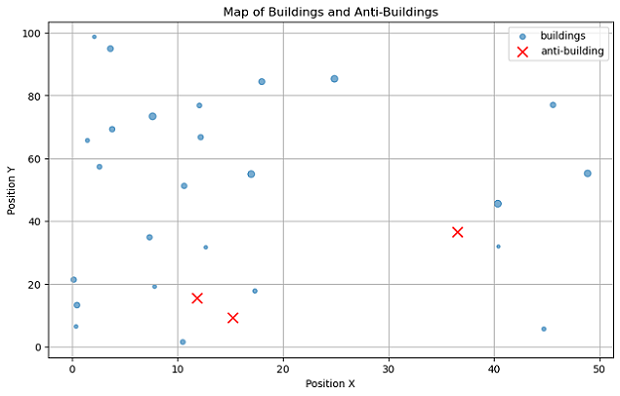 Map of Buildings and Anti-Buildings
buildings
anti-building
100
80
60
40
20
0
Position Y
0 10 20 30 40 50
Position X